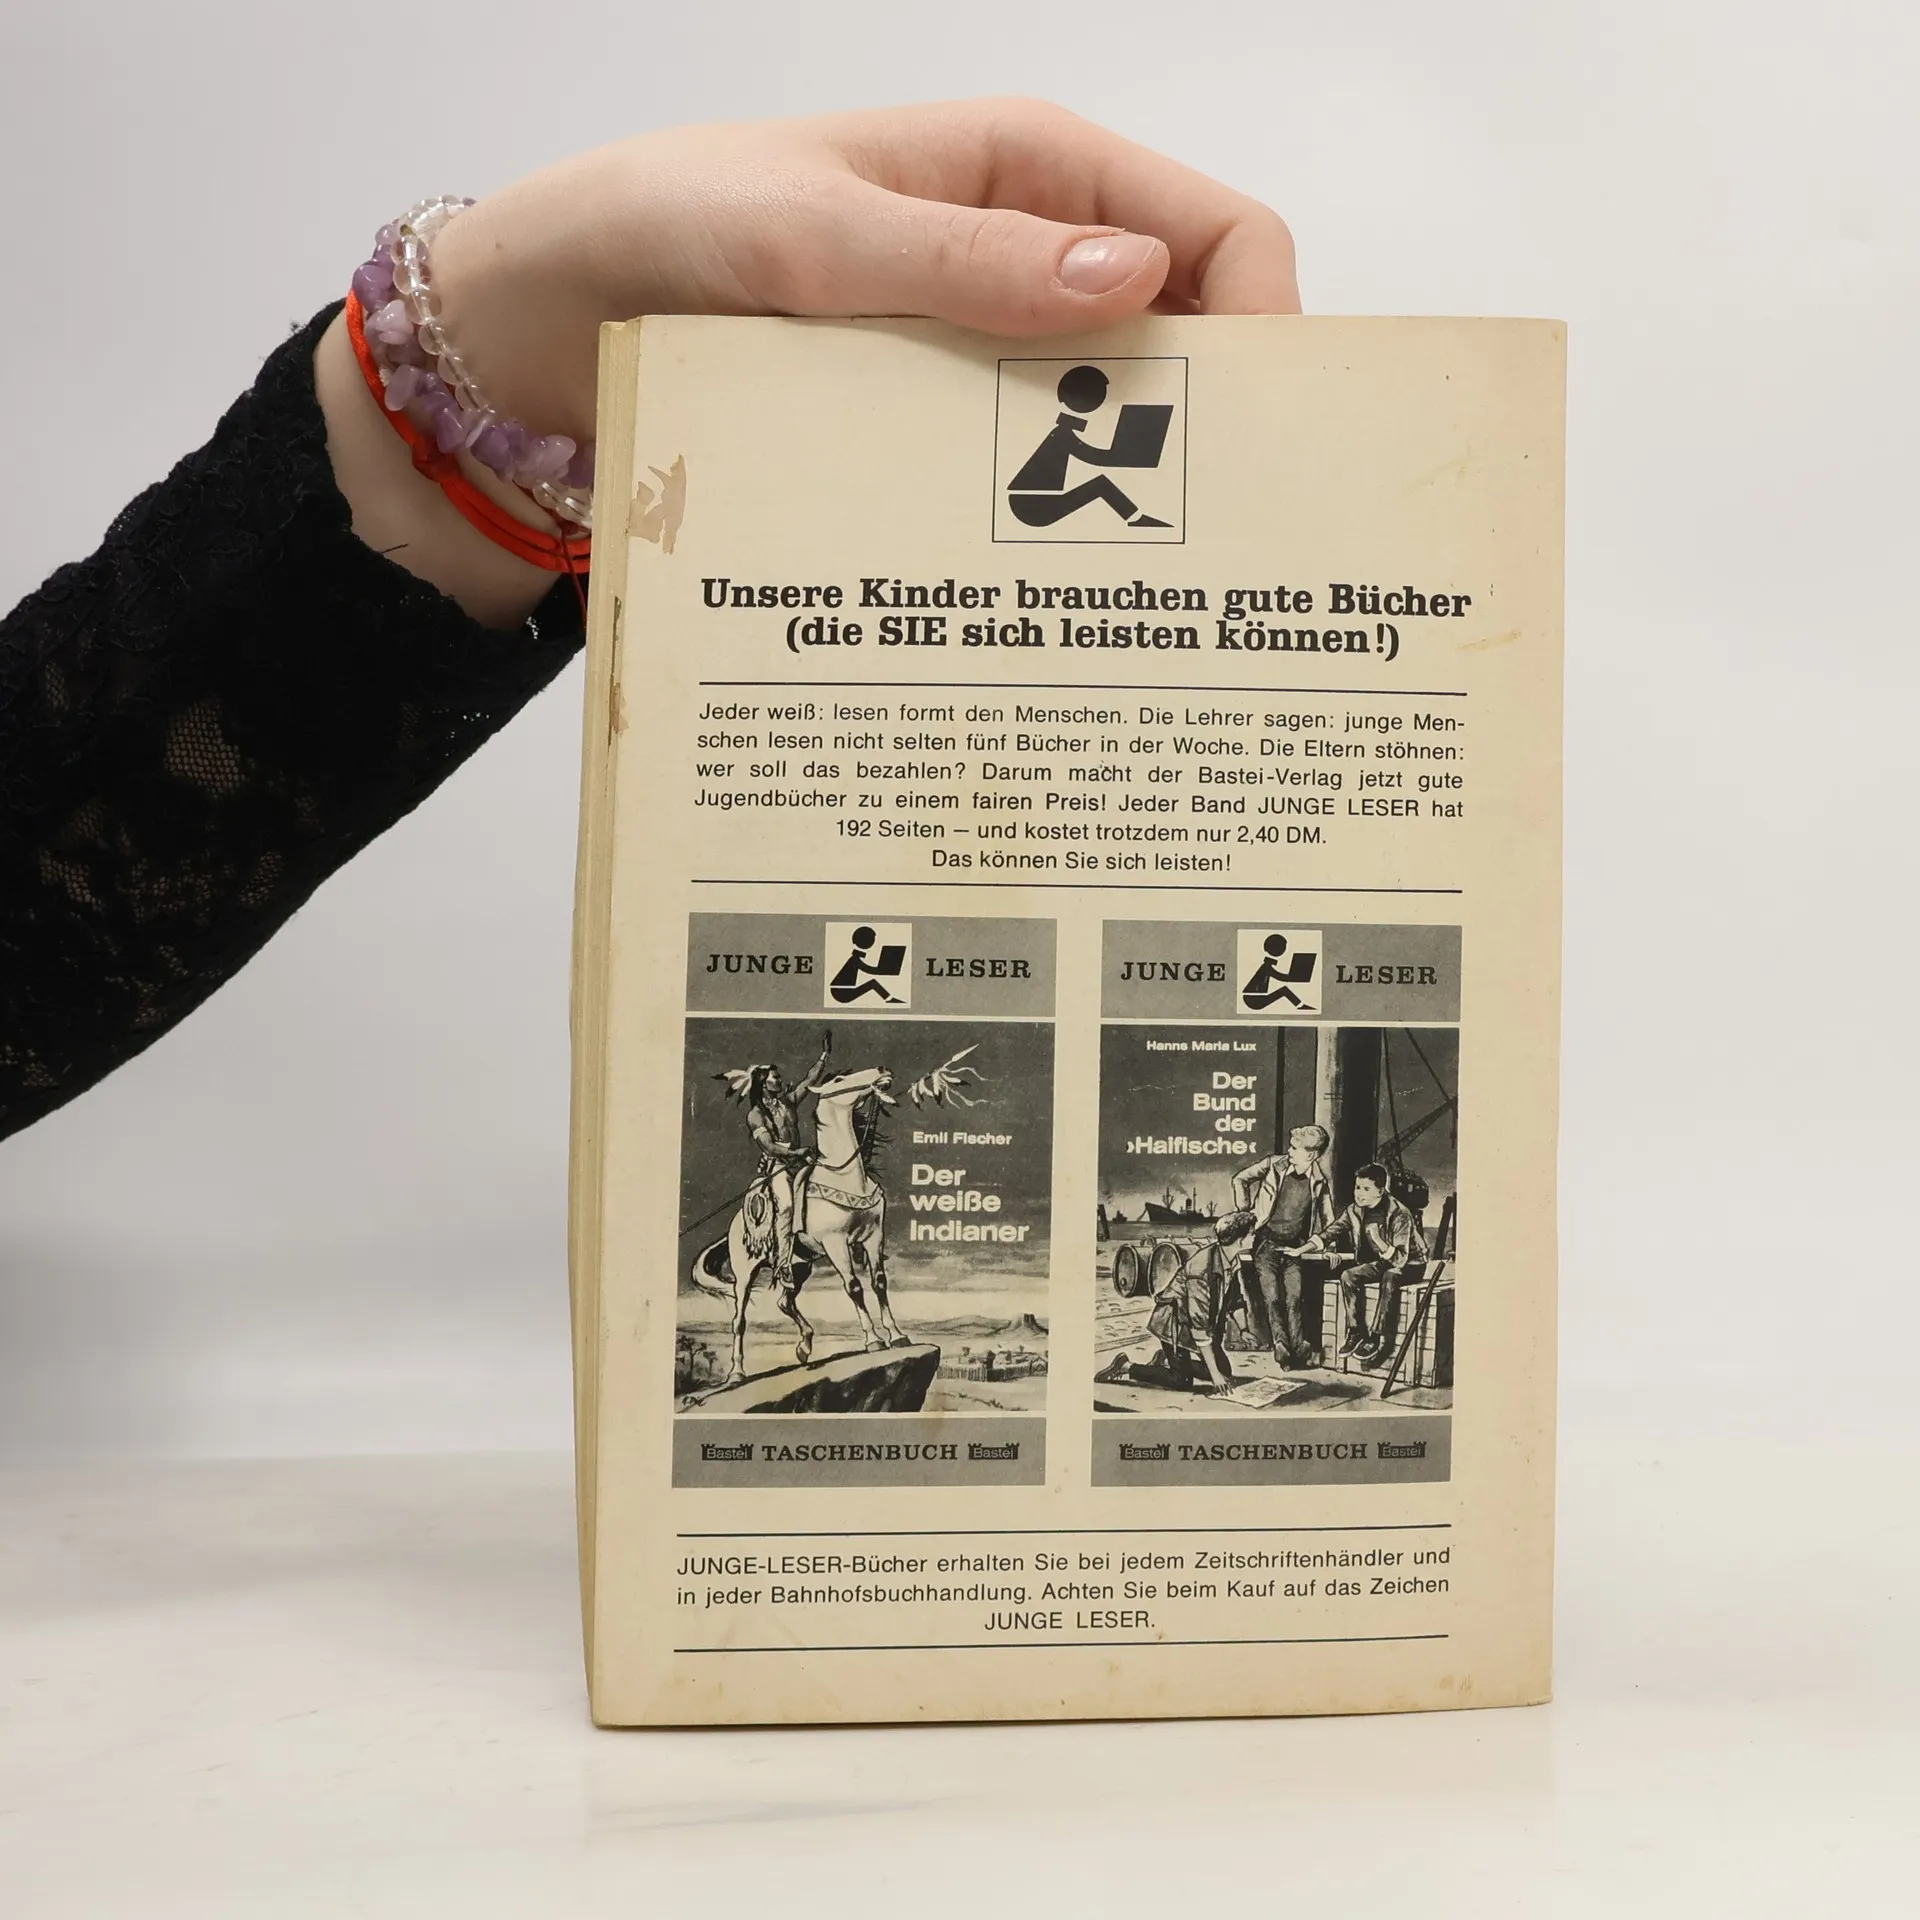 Unsere Kinder brauchen gute Bücher
(die SIE sich leisten können!)
Jeder weiß: lesen formt den Menschen. Die Lehrer sagen: junge Men-
schen lesen nicht selten fünf Bücher in der Woche. Die Eltern stöhnen:
wer soll das bezahlen? Darum macht der Bastei-Verlag jetzt gute
Jugendbücher zu einem fairen Preis! Jeder Band JUNGE LESER hat
192 Seiten — und kostet trotzdem nur 2,40 DM.
Das können Sie sich leisten!
JUNGE LESER
Emil Fischer
Der
weiße
Indianer
Bastei TASCHENBUCH Bastei
JUNGE LESER
Hanns Maria Lux
Der
Bund
der
›Haifische‹
Bastei TASCHENBUCH Bastei
JUNGE-LESER-Bücher erhalten Sie bei jedem Zeitschriftenhändler und
in jeder Bahnhofsbuchhandlung. Achten Sie beim Kauf auf das Zeichen
JUNGE LESER.